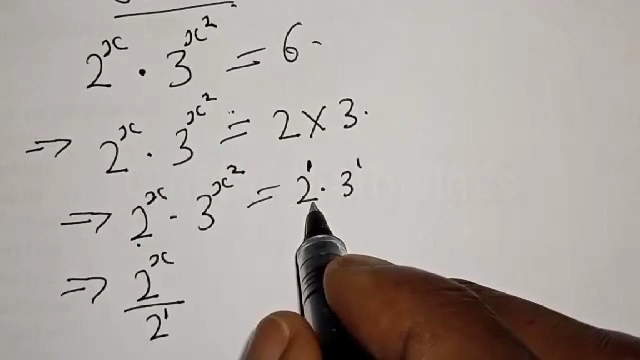 2^x · 3^x² = 6·
⇒ 2^x · 3^x² = 2 × 3·
⇒ 2^x · 3^x² = 2¹ · 3¹
⇒ 2^x / 2¹